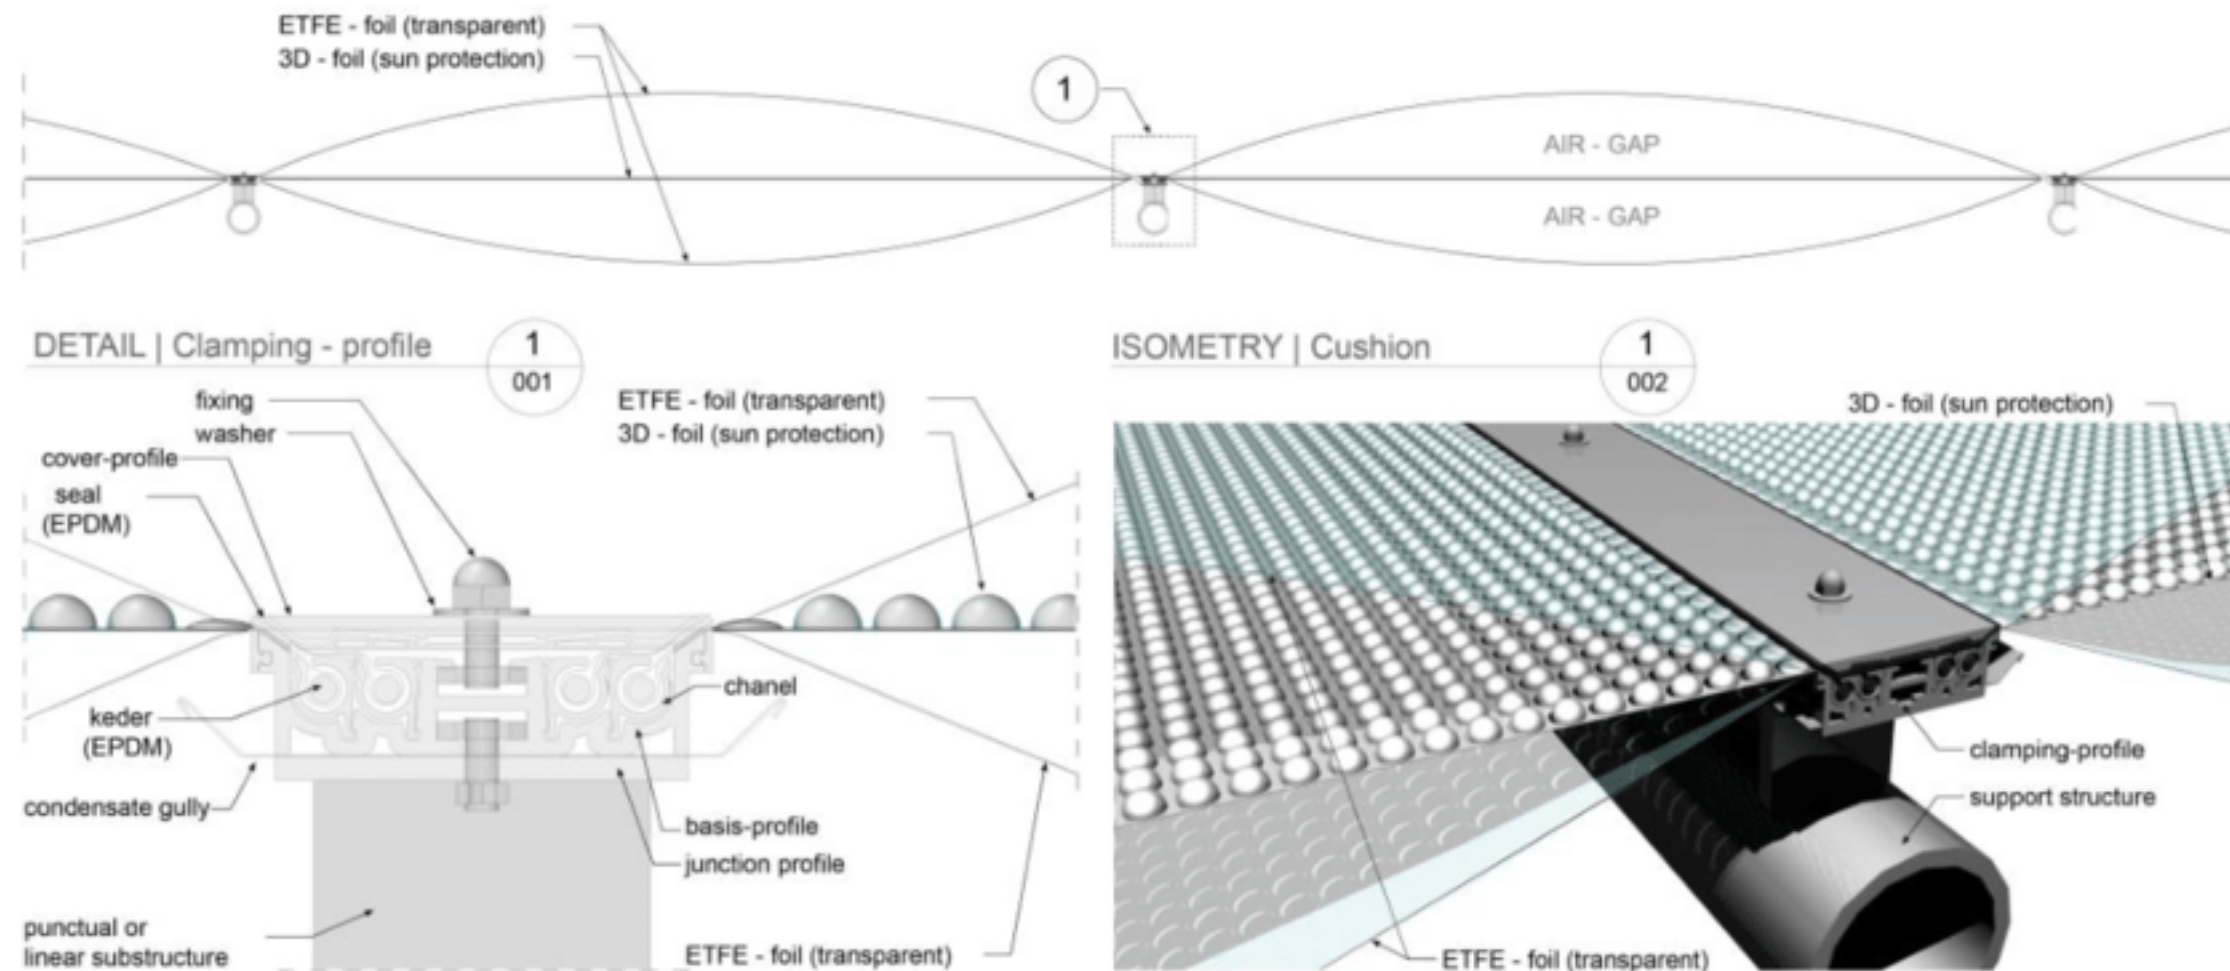 ETFE - foil (transparent)
3D - foil (sun protection)
1
AIR - GAP
AIR - GAP
DETAIL | Clamping - profile
1
001
fixing
washer
cover-profile
seal
(EPDM)
ETFE - foil (transparent)
3D - foil (sun protection)
keder
(EPDM)
chanel
condensate gully
basis-profile
junction profile
punctual or
linear substructure
ETFE - foil (transparent)
ISOMETRY | Cushion
1
002
3D - foil (sun protection)
clamping-profile
support structure
ETFE - foil (transparent)